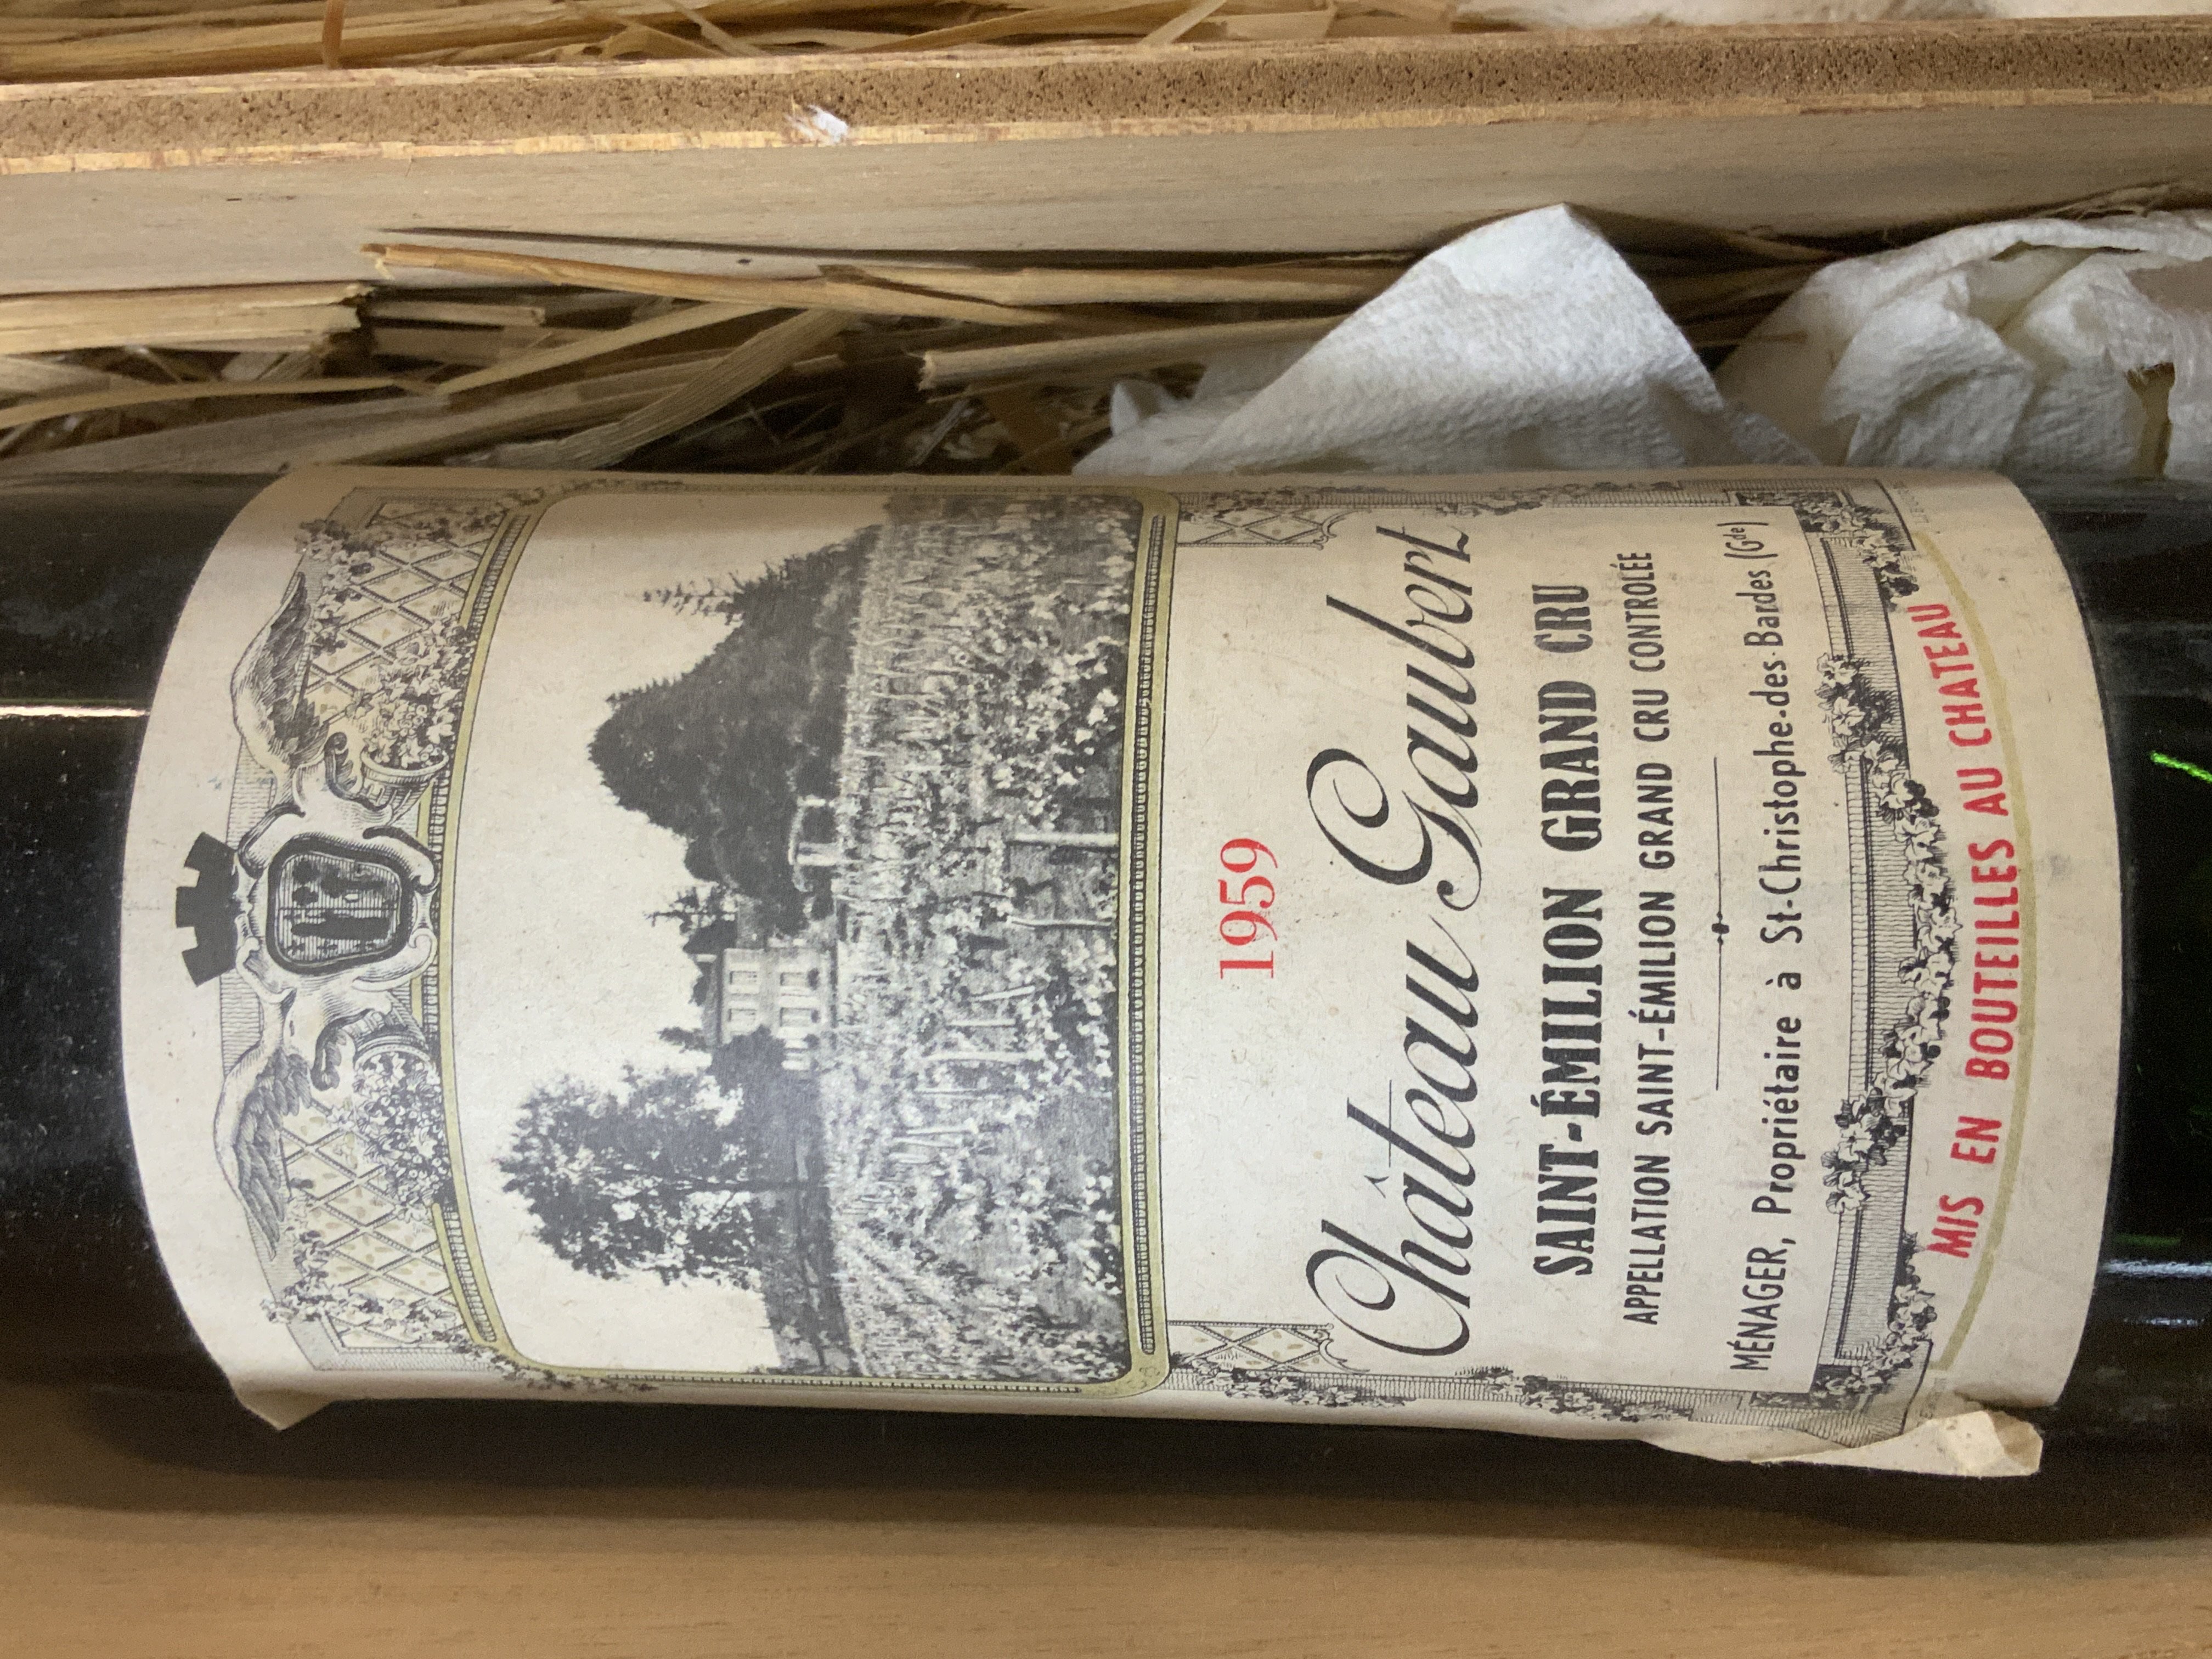 1959
Château Gaubert
SAINT-ÉMILION GRAND CRU
APPELLATION SAINT-ÉMILION GRAND CRU CONTROLÉE
MÉNAGER, Propriétaire à St-Christophe-des-Bardes (Gde)
MIS EN BOUTEILLES AU CHATEAU